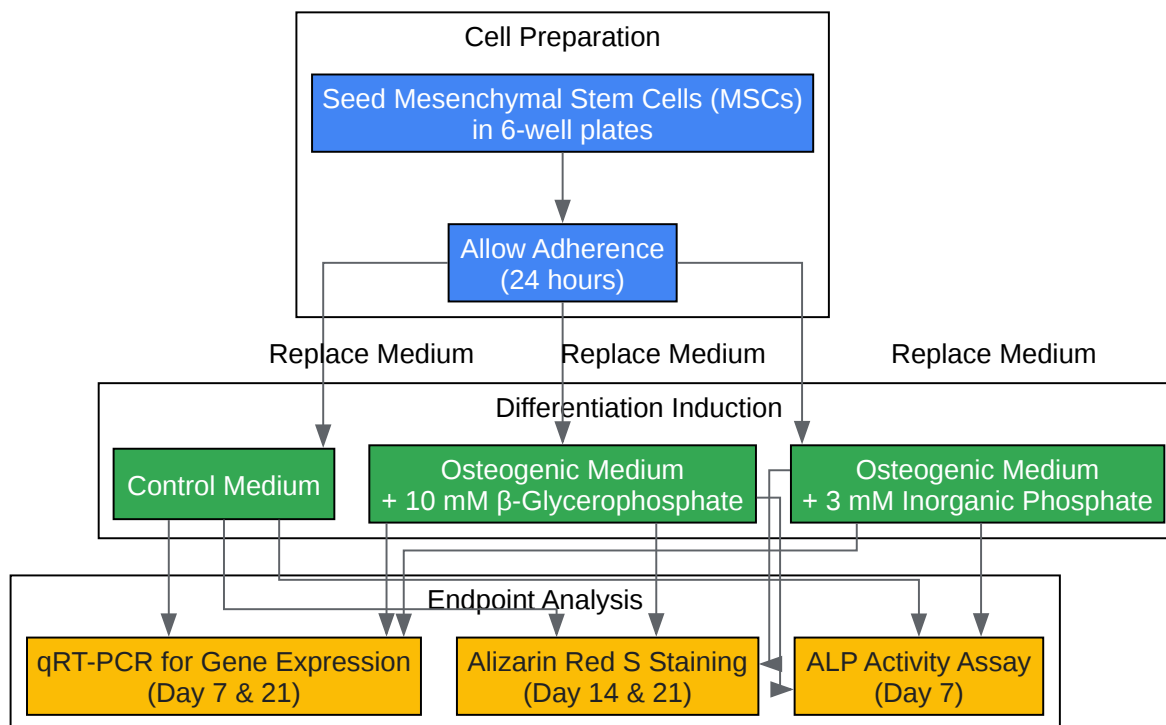 Cell Preparation
Seed Mesenchymal Stem Cells (MSCs)
in 6-well plates
Allow Adherence
(24 hours)
Replace Medium
Replace Medium
Replace Medium
Differentiation Induction
Control Medium
Osteogenic Medium
+ 10 mM β-Glycerophosphate
Osteogenic Medium
+ 3 mM Inorganic Phosphate
Endpoint Analysis
qRT-PCR for Gene Expression
(Day 7 & 21)
Alizarin Red S Staining
(Day 14 & 21)
ALP Activity Assay
(Day 7)